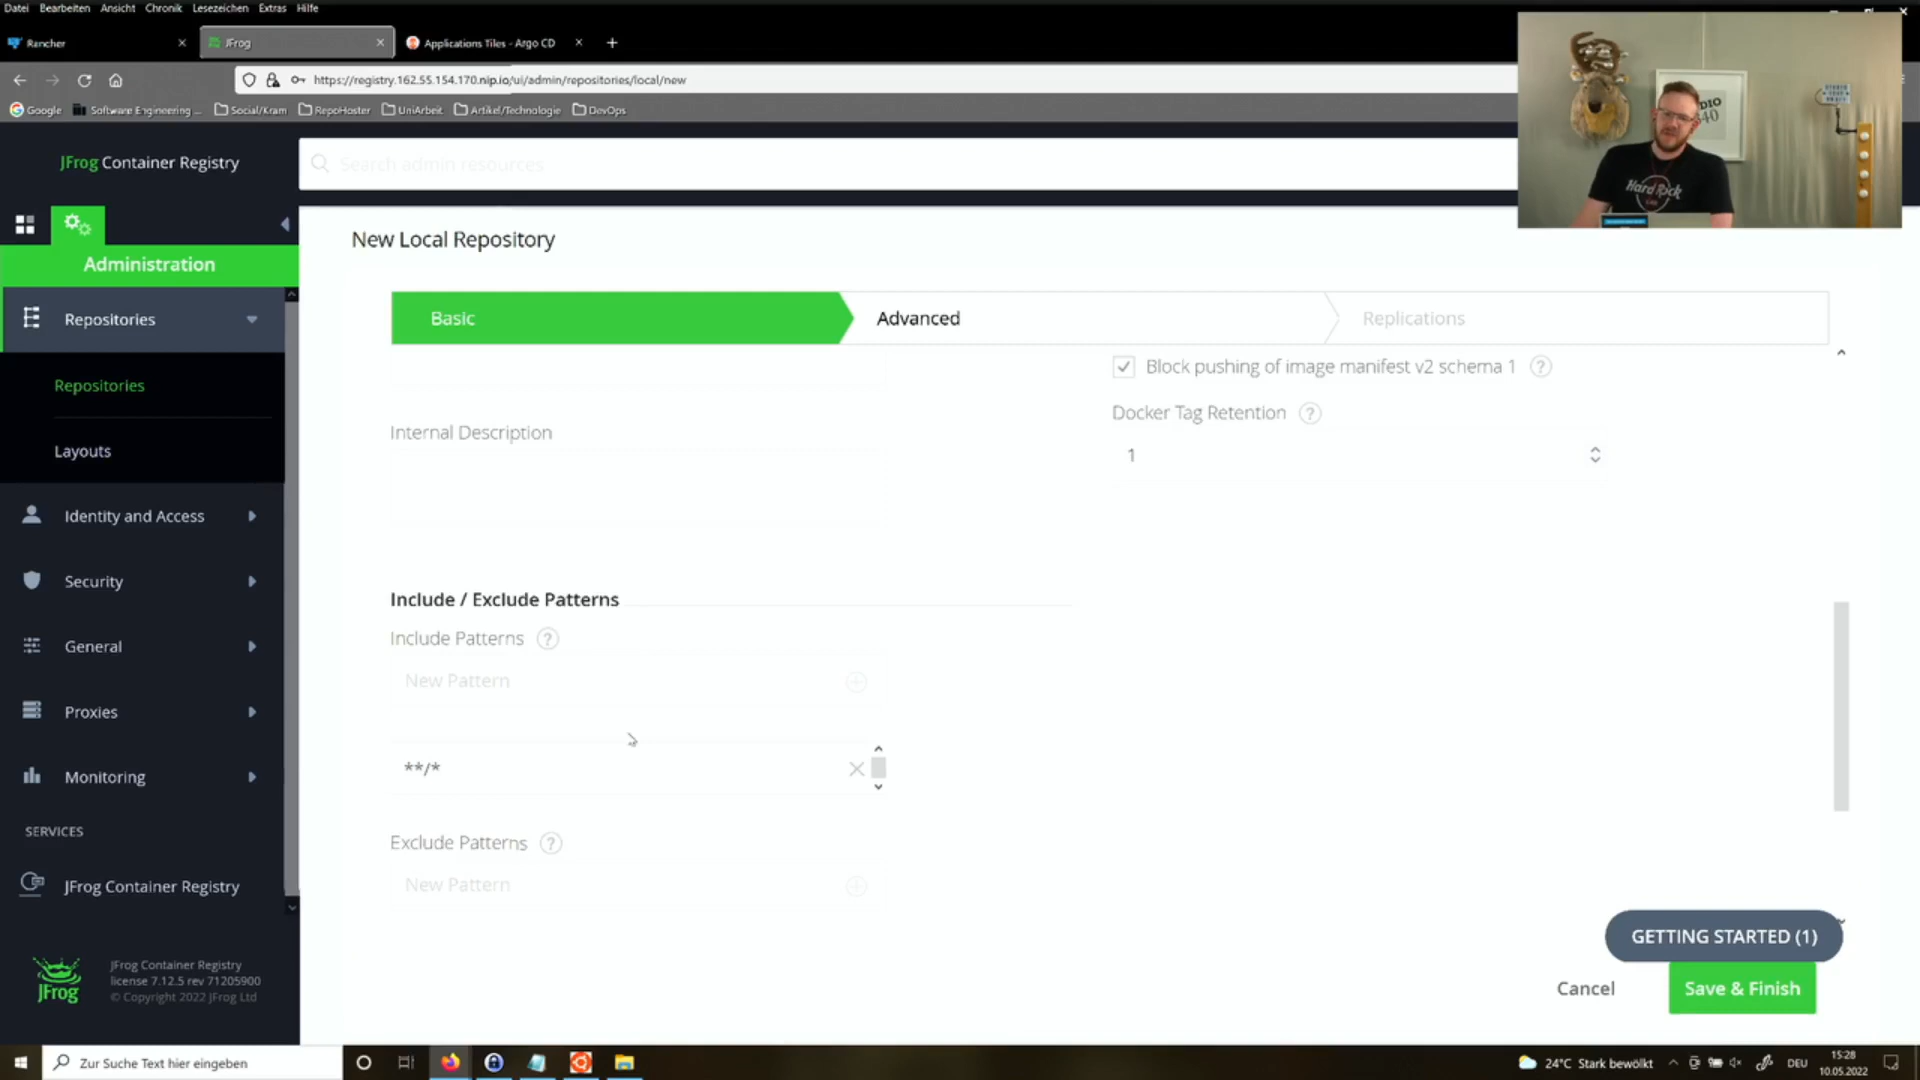 Datei Bearbeiten Ansicht Chronik Lesezeichen Extras Hilfe
Rancher
JFrog
Applications Tiles - Argo CD
https://registry.162.55.154.170.nip.io/ui/admin/repositories/local/new
Google
Software Engineering ...
Social/Kram
RepoHoster
UniArbeit
Artikel/Technologie
DevOps
JFrog Container Registry
Search admin resources
Administration
Repositories
Repositories
Layouts
Identity and Access
Security
General
Proxies
Monitoring
SERVICES
JFrog Container Registry
JFrog
JFrog Container Registry
license 7.12.5 rev 71205900
© Copyright 2022 JFrog Ltd
New Local Repository
Basic
Advanced
Replications
Block pushing of image manifest v2 schema 1
Docker Tag Retention
1
Internal Description
Include / Exclude Patterns
Include Patterns
New Pattern
**/*
Exclude Patterns
New Pattern
GETTING STARTED (1)
Cancel
Save & Finish
Hard Rock
Zur Suche Text hier eingeben
24°C Stark bewölkt
DEU
15:28
10.05.2022